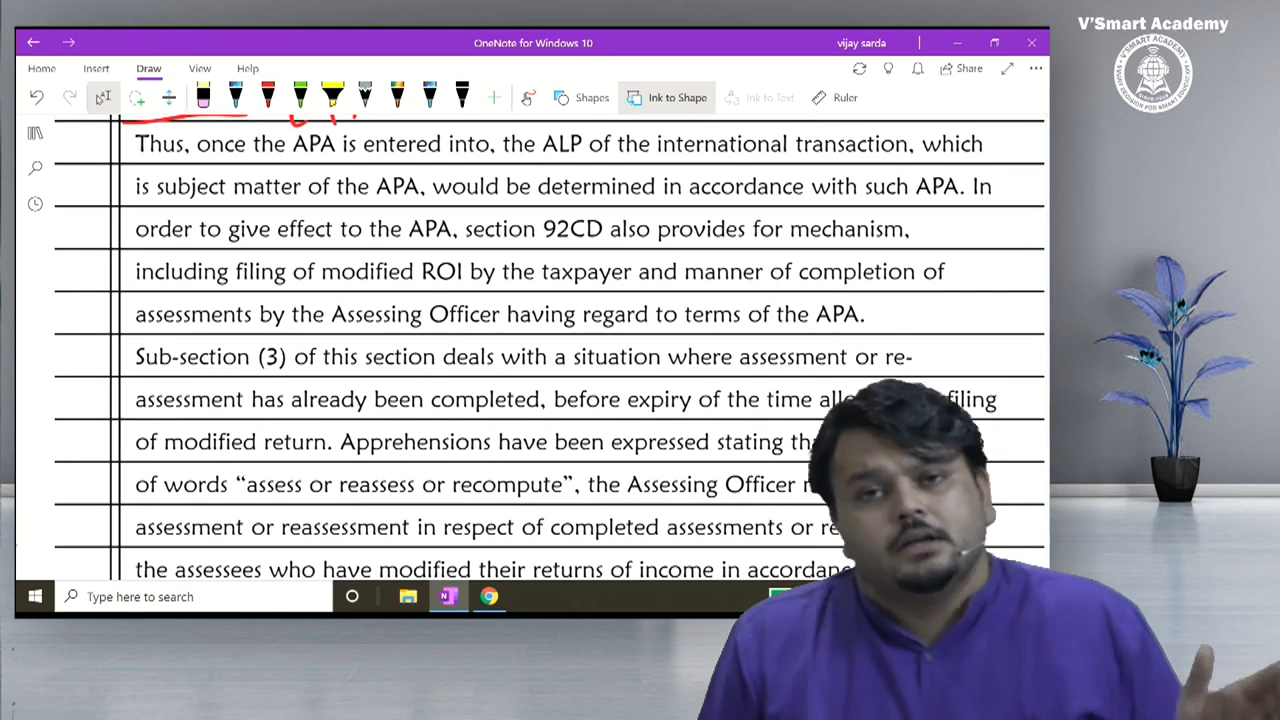 V'Smart Academy
OneNote for Windows 10
vijay sarda
Home Insert Draw View Help
Share
Shapes Ink to Shape Ink to Text Ruler
Thus, once the APA is entered into, the ALP of the international transaction, which
is subject matter of the APA, would be determined in accordance with such APA. In
order to give effect to the APA, section 92CD also provides for mechanism,
including filing of modified ROI by the taxpayer and manner of completion of
assessments by the Assessing Officer having regard to terms of the APA.
Sub-section (3) of this section deals with a situation where assessment or re-
assessment has already been completed, before expiry of the time filing
of modified return. Apprehensions have been expressed stating
of words “assess or reassess or recompute”, the Assessing Officer
assessment or reassessment in respect of completed assessments or
the assessees who have modified their returns of income in
Type here to search